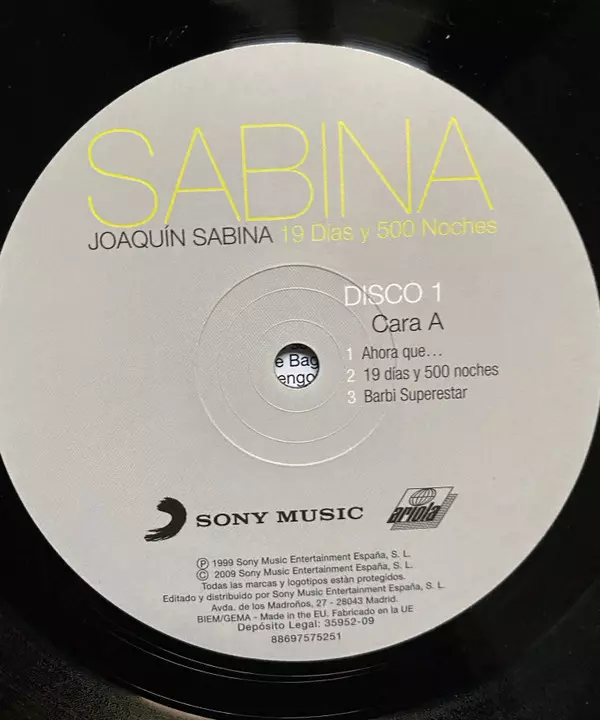 SABINA
JOAQUÍN SABINA 19 Días y 500 Noches
DISCO 1
Cara A
1 Ahora que...
2 19 días y 500 noches
3 Barbi Superestar
e Bag
engo
SONY MUSIC
ariola
Ⓟ 1999 Sony Music Entertainment España, S. L.
© 2009 Sony Music Entertainment España, S. L.
Todas las marcas y logotipos están protegidos.
Editado y distribuido por Sony Music Entertainment España, S. L.
Avda. de los Madroños, 27 - 28043 Madrid.
BIEM/GEMA - Made in the EU. Fabricado en la UE
Depósito Legal: 35952-09
88697575251